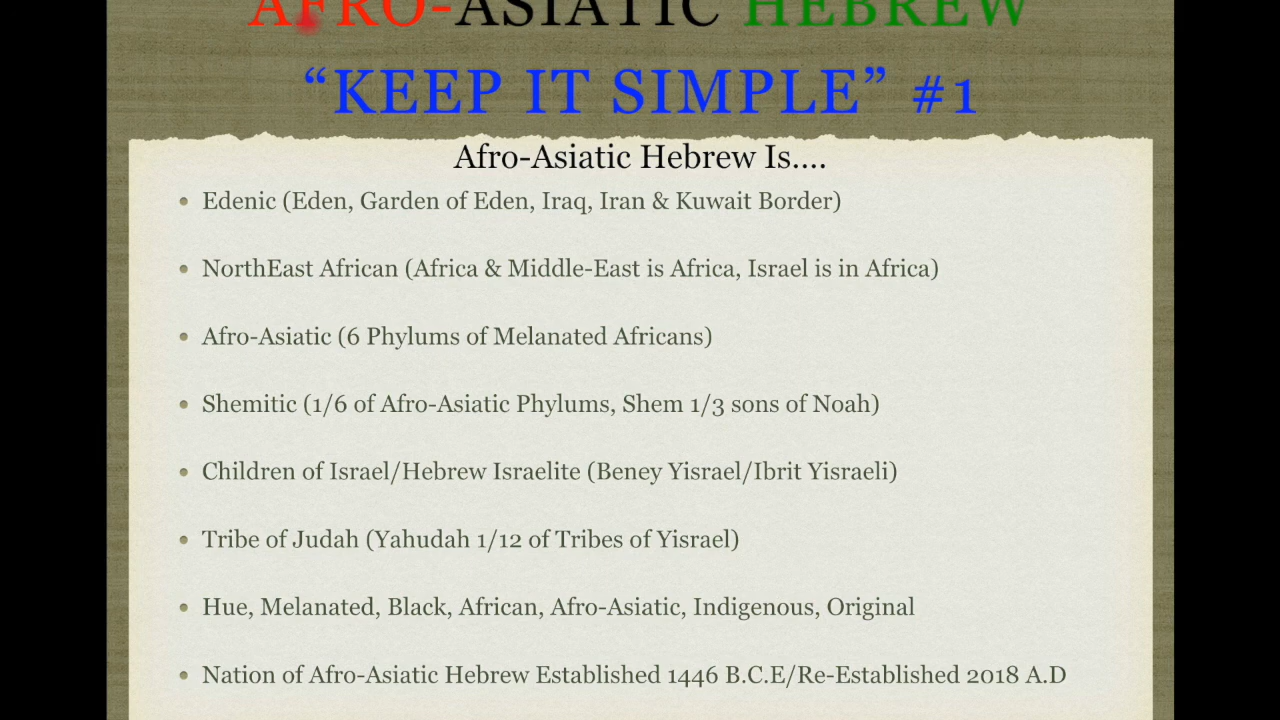 AFRO-ASIATIC HEBREW
“KEEP IT SIMPLE” #1
Afro-Asiatic Hebrew Is....
• Edenic (Eden, Garden of Eden, Iraq, Iran & Kuwait Border)
• NorthEast African (Africa & Middle-East is Africa, Israel is in Africa)
• Afro-Asiatic (6 Phylums of Melanated Africans)
• Shemitic (1/6 of Afro-Asiatic Phylums, Shem 1/3 sons of Noah)
• Children of Israel/Hebrew Israelite (Beney Yisrael/Ibrit Yisraeli)
• Tribe of Judah (Yahudah 1/12 of Tribes of Yisrael)
• Hue, Melanated, Black, African, Afro-Asiatic, Indigenous, Original
• Nation of Afro-Asiatic Hebrew Established 1446 B.C.E/Re-Established 2018 A.D